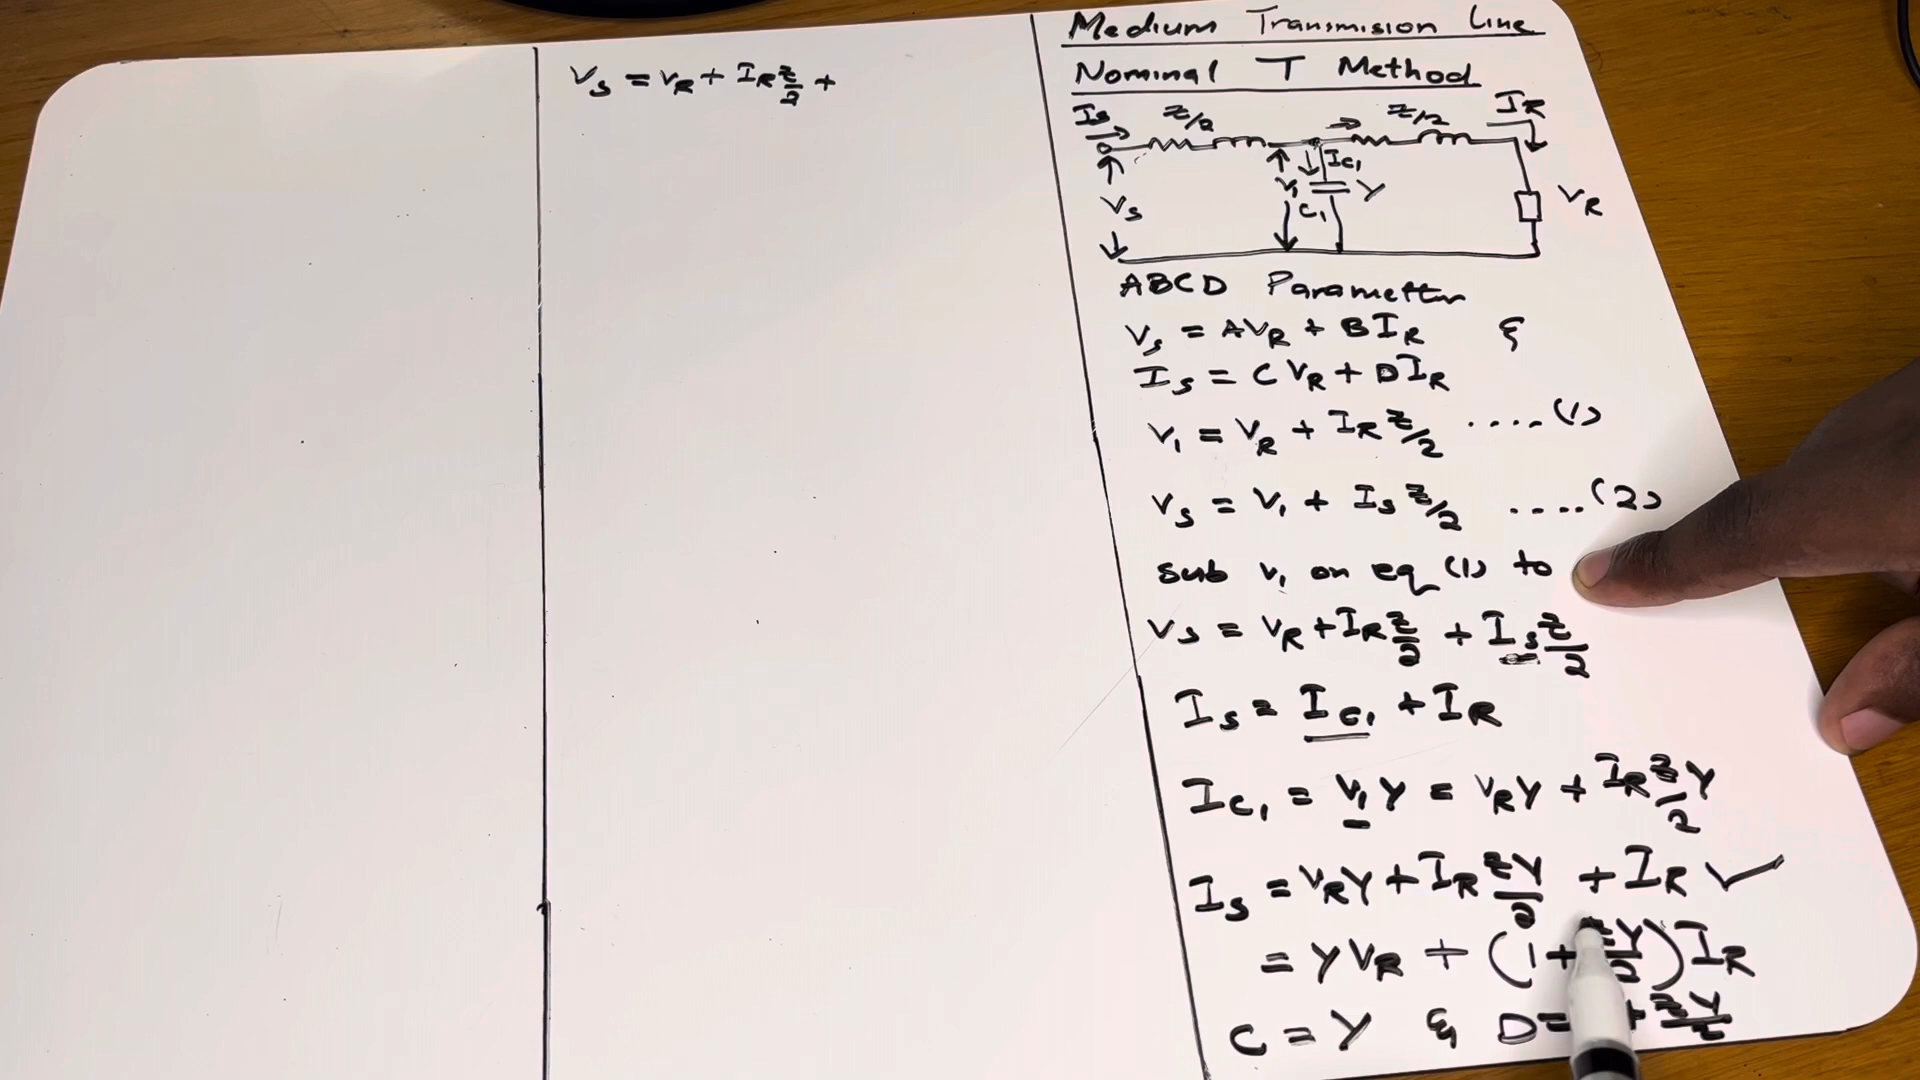 Medium Transmision Line
Nominal T Method
Is Z/2 Z/2 IR
Ic1
V1 Y
C1
Vs
VR
ABCD Parametter
Vs = AVR + BIR &
Is = CVR + DIR
V1 = VR + IR Z/2 ....(1)
Vs = V1 + Is Z/2 ....(2)
Sub V1 on eq (1) to
Vs = VR + IR Z/2 + Is Z/2
Is = Ic1 + IR
Ic1 = V1Y = VRY + IR Z/2 Y
Is = VRY + IR ZY/2 + IR ✓
= YVR + (1 + ZY/2) IR
C = Y & D = + ZY/2
Vs = VR + IR Z/2 +